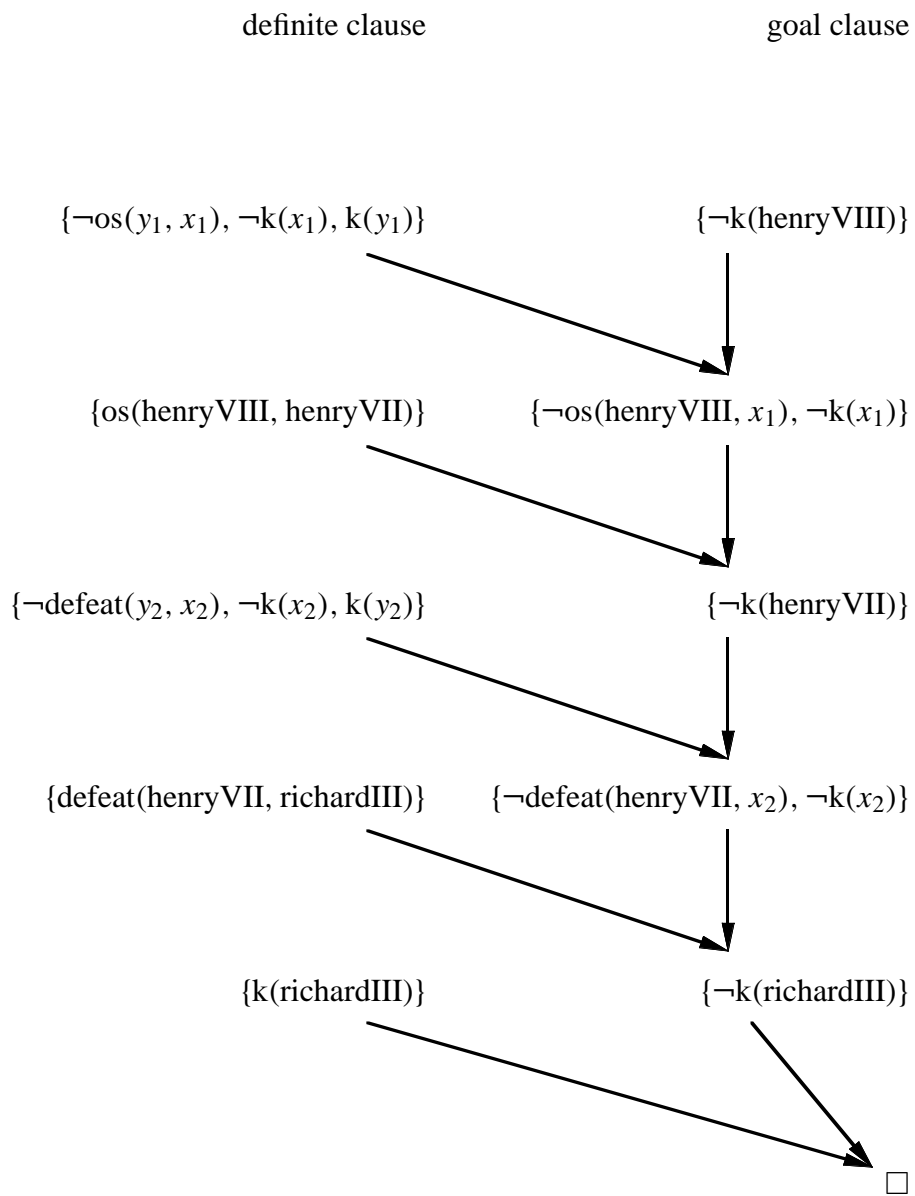 definite clause goal clause
{¬os(y₁, x₁), ¬k(x₁), k(y₁)} {¬k(henryVIII)}
{os(henryVIII, henryVII)} {¬os(henryVIII, x₁), ¬k(x₁)}
{¬defeat(y₂, x₂), ¬k(x₂), k(y₂)} {¬k(henryVII)}
{defeat(henryVII, richardIII)} {¬defeat(henryVII, x₂), ¬k(x₂)}
{k(richardIII)} {¬k(richardIII)}
□